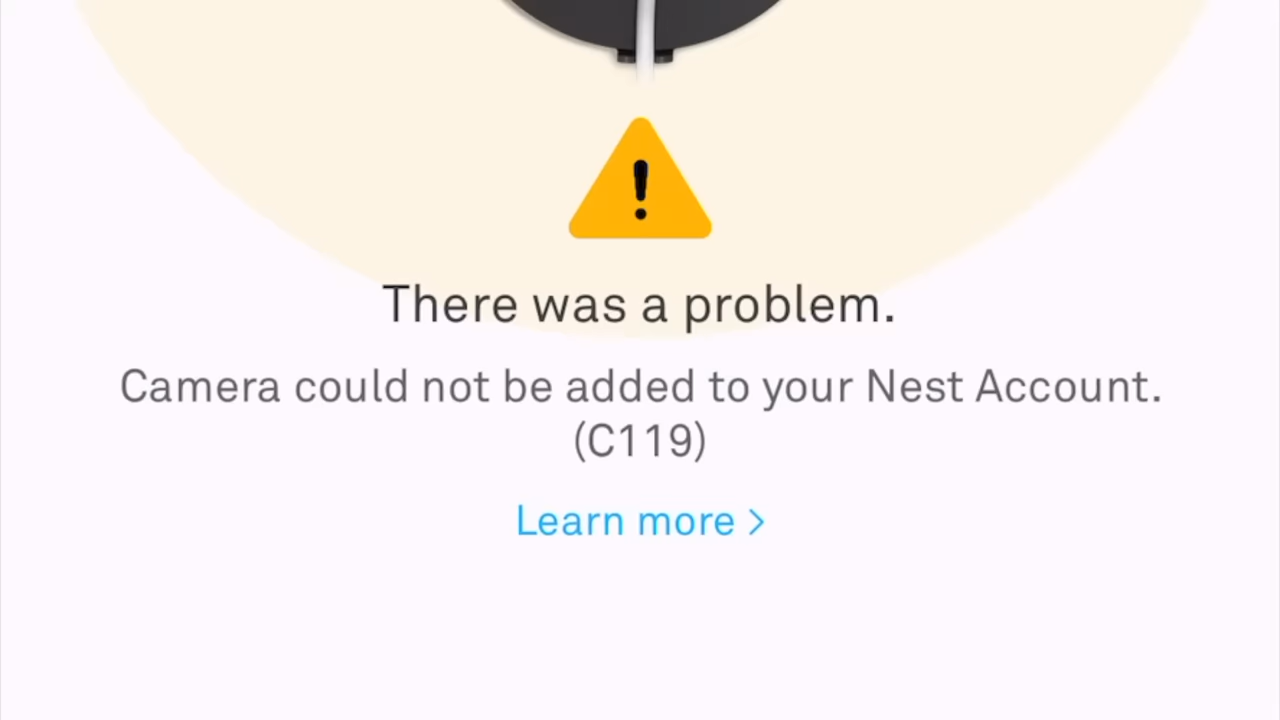 There was a problem.
Camera could not be added to your Nest Account.
(C119)
Learn more >